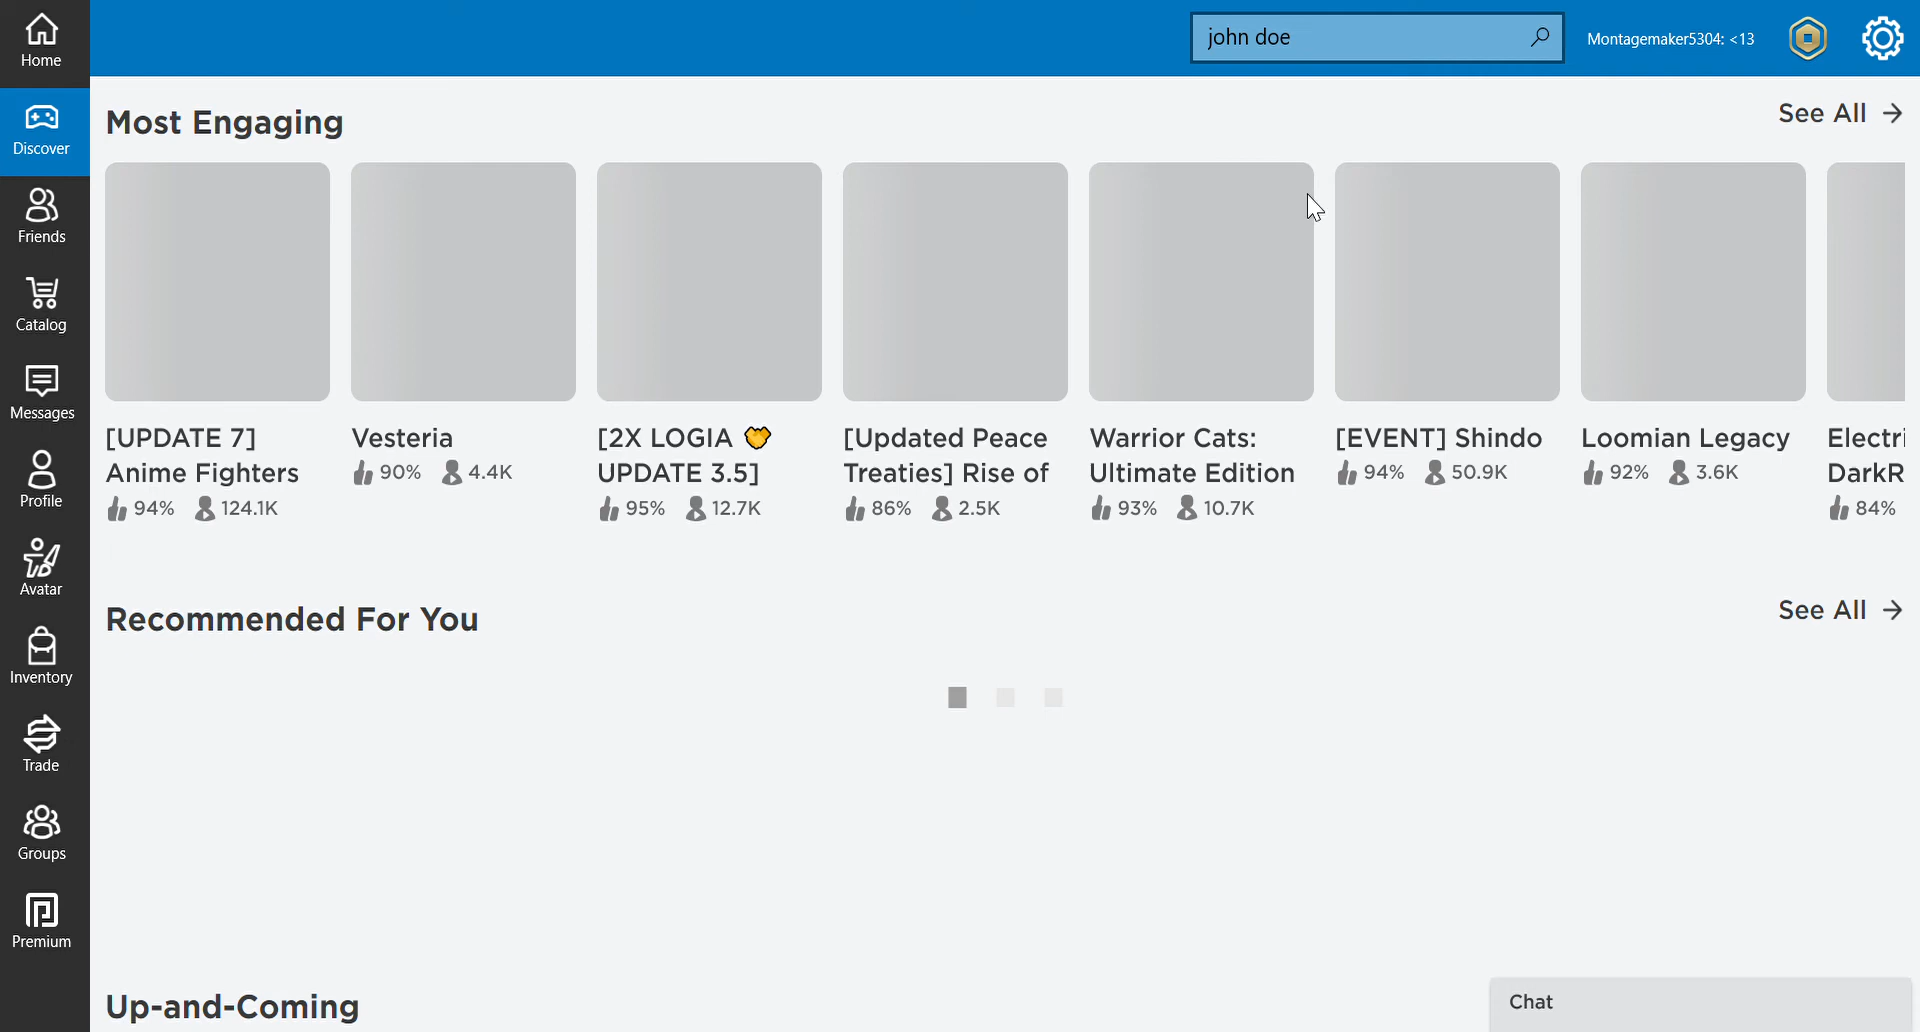 Home
john doe
Montagemaker5304: <13
Discover
Friends
Catalog
Messages
Profile
Avatar
Inventory
Trade
Groups
Premium
Most Engaging
See All
[UPDATE 7]
Anime Fighters
94% 124.1K
Vesteria
90% 4.4K
[2X LOGIA
UPDATE 3.5]
95% 12.7K
[Updated Peace
Treaties] Rise of
86% 2.5K
Warrior Cats:
Ultimate Edition
93% 10.7K
[EVENT] Shindo
94% 50.9K
Loomian Legacy
92% 3.6K
Electri
DarkR
84%
Recommended For You
See All
Up-and-Coming
Chat